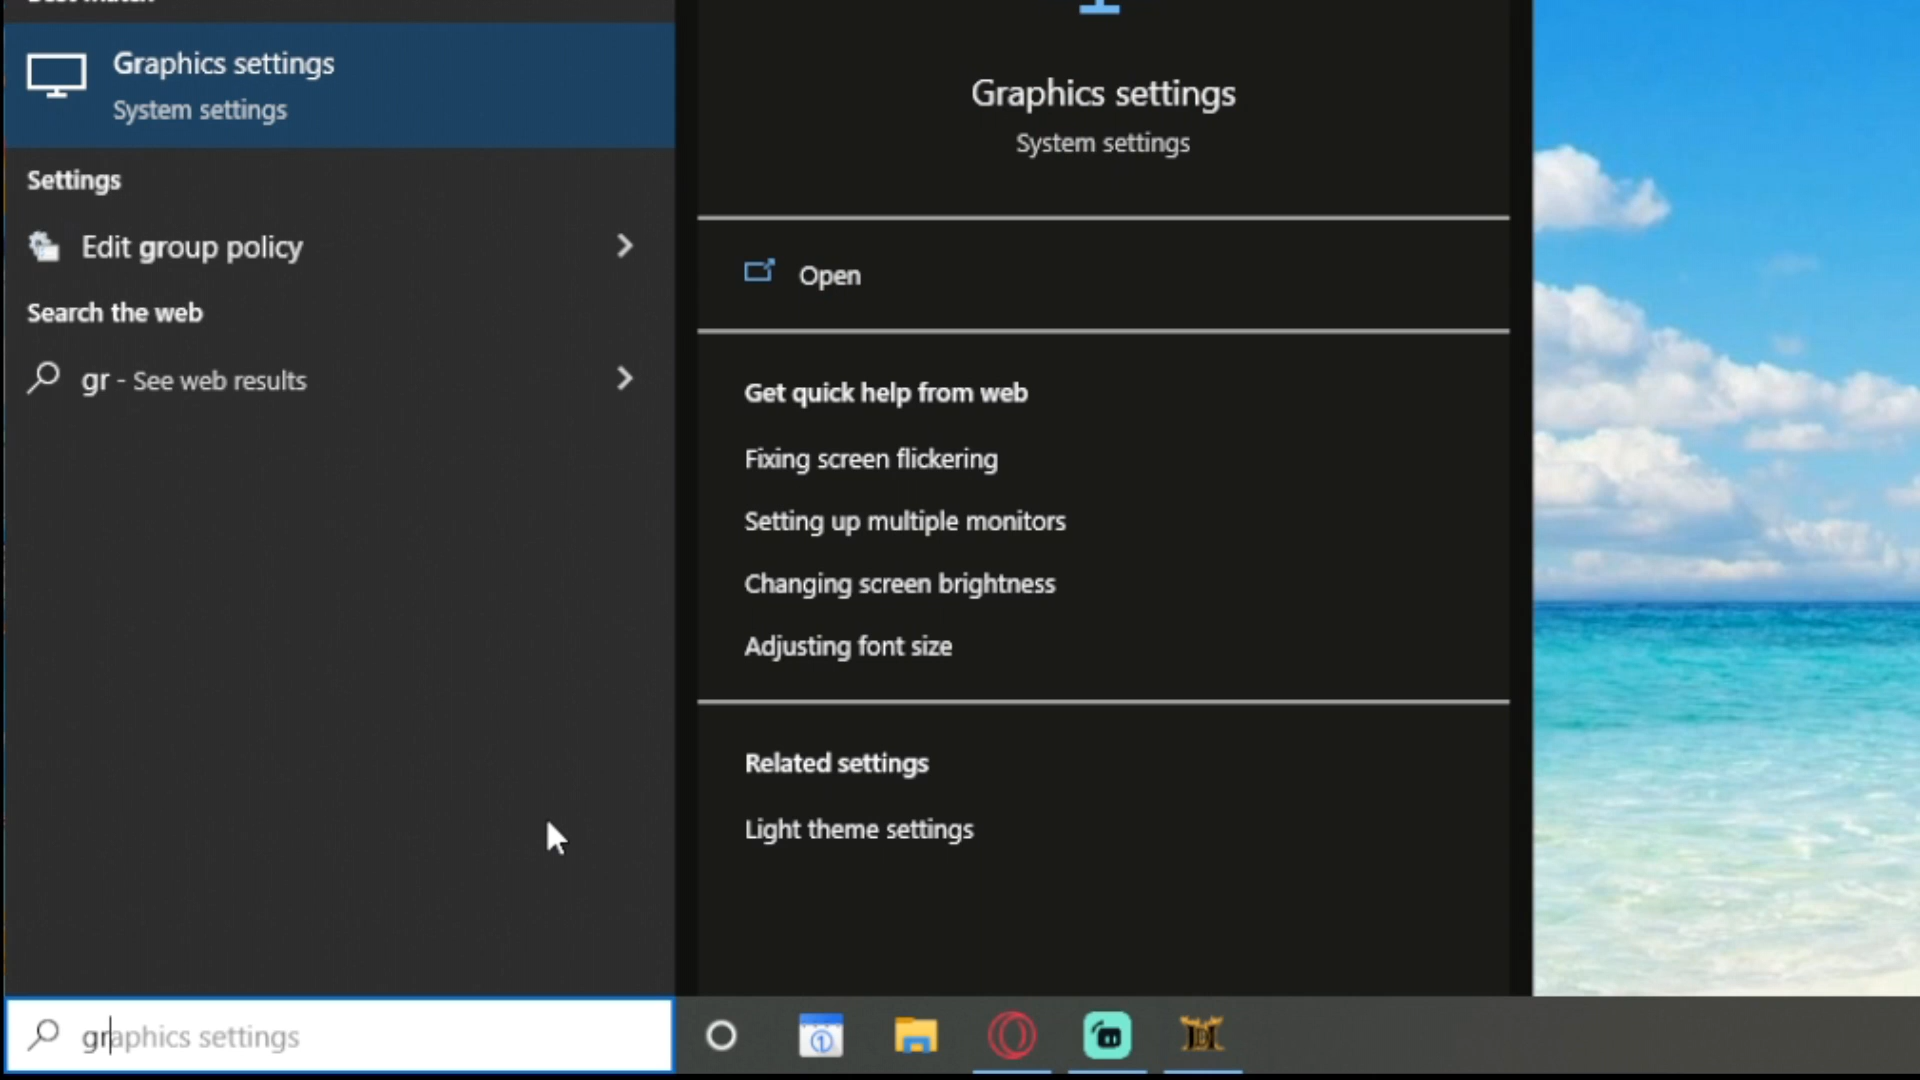 Best match
Graphics settings
System settings
Settings
Edit group policy
Search the web
gr - See web results
graphics settings
Graphics settings
System settings
Open
Get quick help from web
Fixing screen flickering
Setting up multiple monitors
Changing screen brightness
Adjusting font size
Related settings
Light theme settings